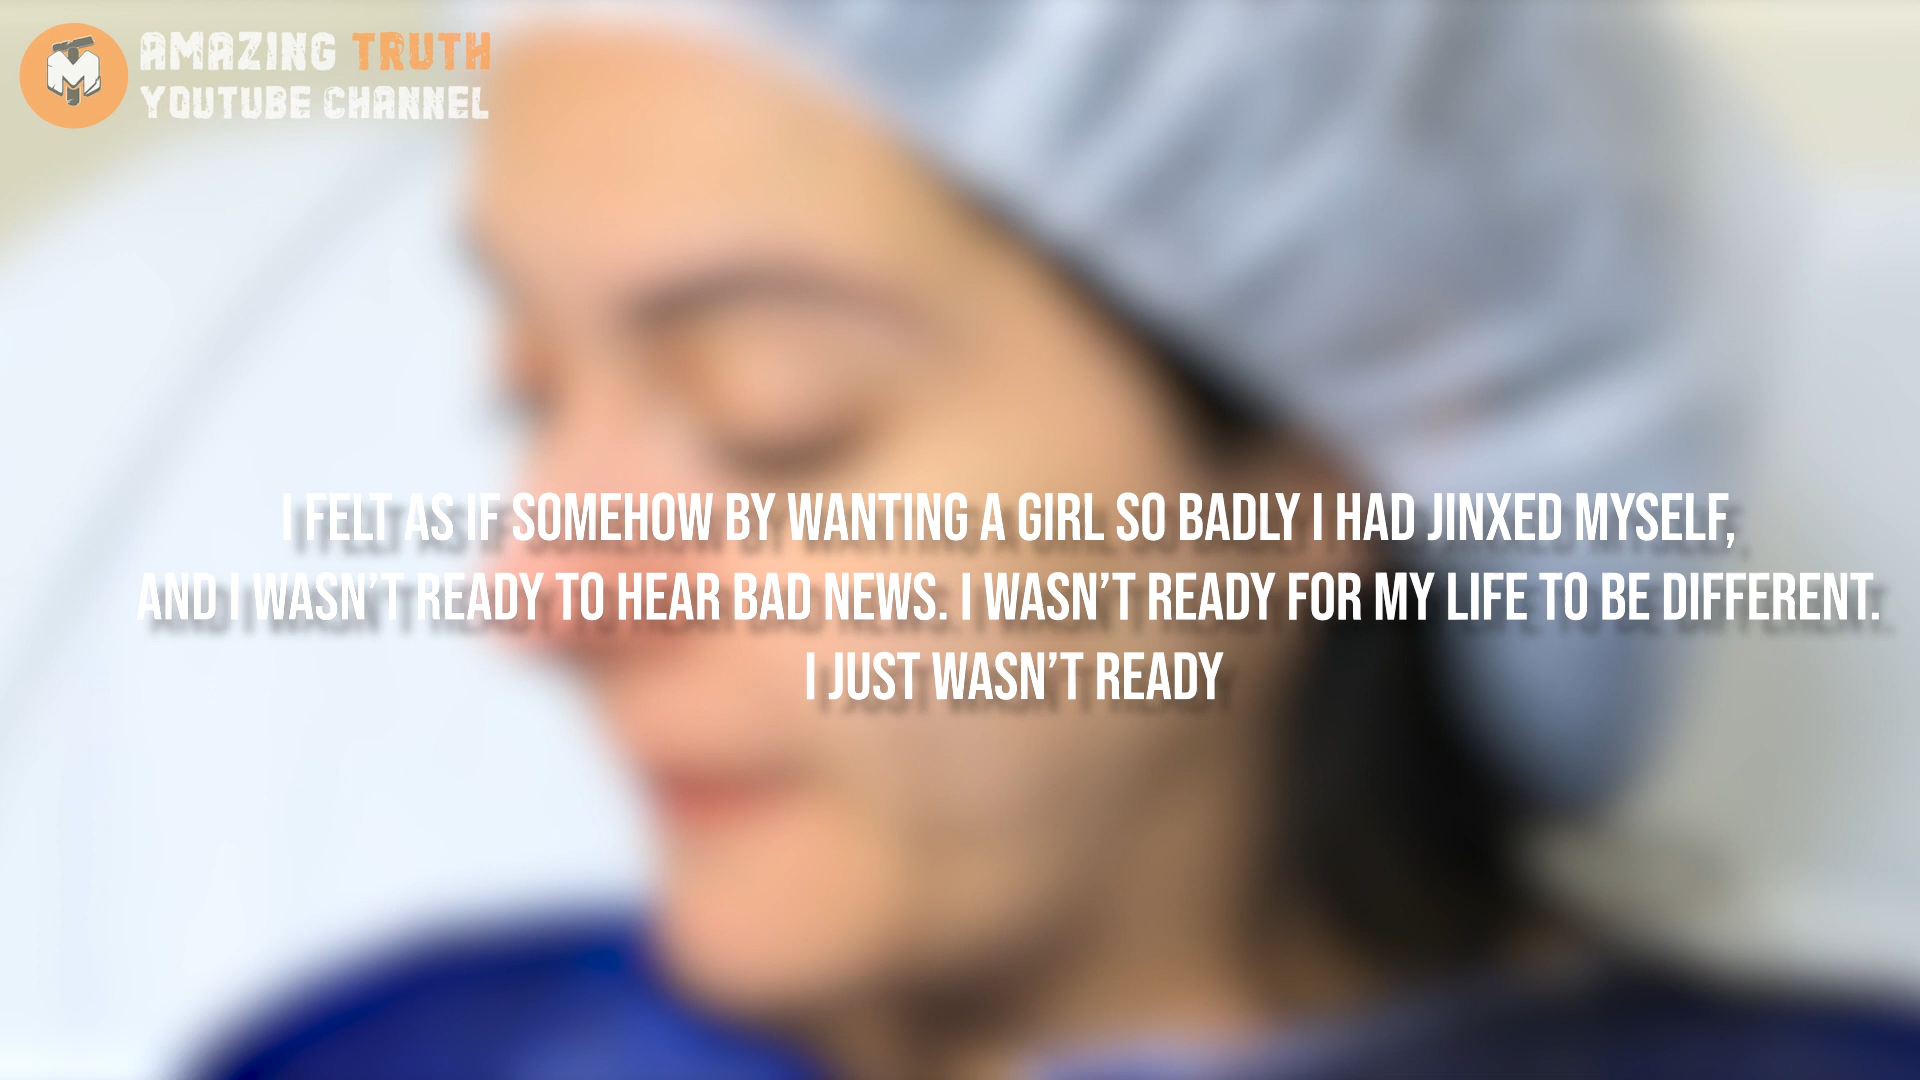 AMAZING TRUTH
YOUTUBE CHANNEL
I FELT AS IF SOMEHOW BY WANTING A GIRL SO BADLY I HAD JINXED MYSELF,
AND I WASN’T READY TO HEAR BAD NEWS. I WASN’T READY FOR MY LIFE TO BE DIFFERENT.
I JUST WASN’T READY